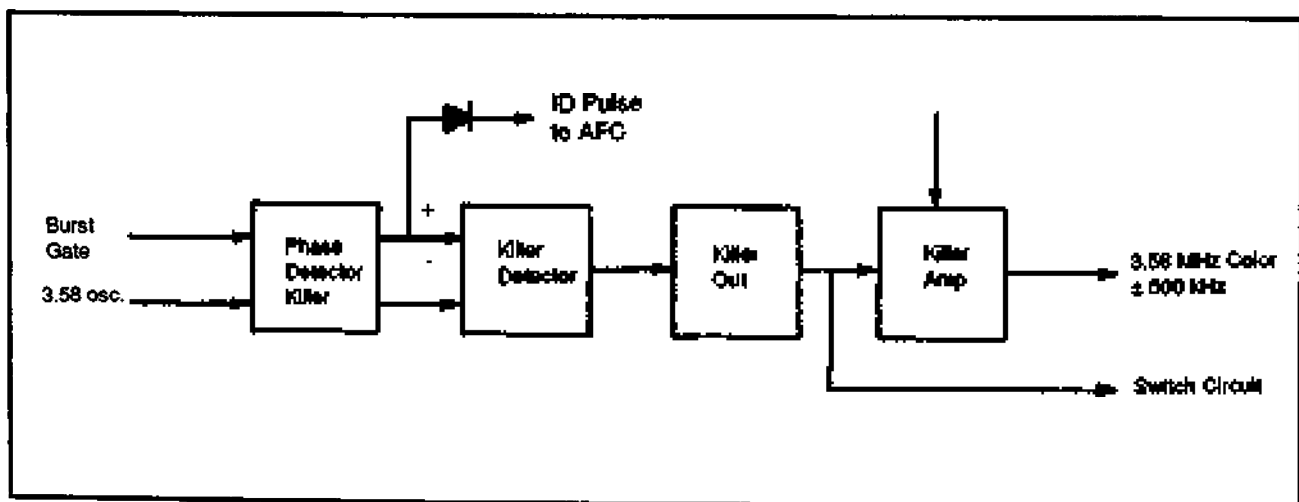 ID Pulse
to AFC
Burst
Gate
3.58 osc.
+
-
Phase
Detector
Killer
Killer
Detector
Killer
Out
Killer
Amp
3.58 MHz Color
± 500 kHz
Switch Circuit